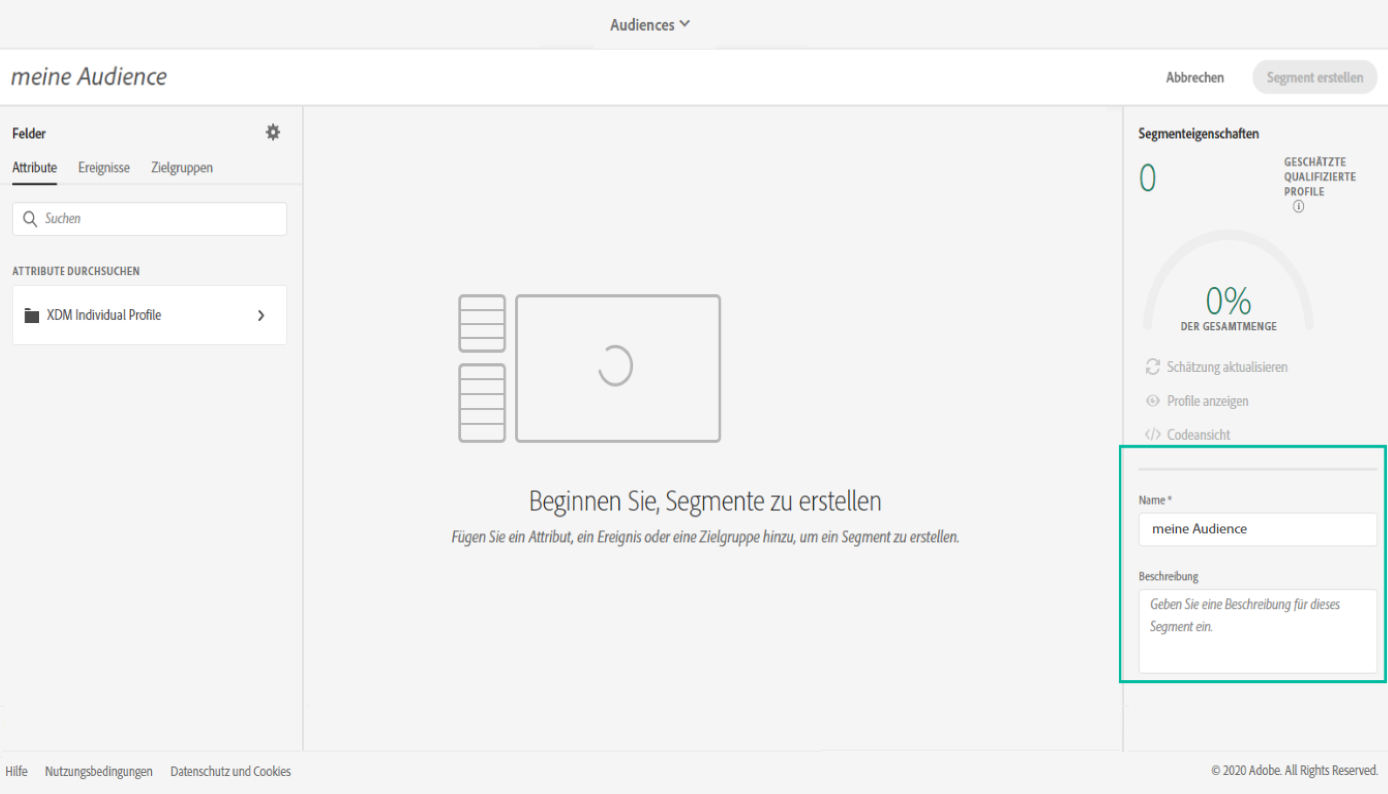 Audiences
meine Audience
Abbrechen
Segment erstellen
Felder
Attribute
Ereignisse
Zielgruppen
Suchen
ATTRIBUTE DURCHSUCHEN
XDM Individual Profile
Beginnen Sie, Segmente zu erstellen
Fügen Sie ein Attribut, ein Ereignis oder eine Zielgruppe hinzu, um ein Segment zu erstellen.
Segmenteigenschaften
0
GESCHÄTZTE
QUALIFIZIERTE
PROFILE
0%
DER GESAMTMENGE
Schätzung aktualisieren
Profile anzeigen
</> Codeansicht
Name *
meine Audience
Beschreibung
Geben Sie eine Beschreibung für dieses
Segment ein.
Hilfe
Nutzungsbedingungen
Datenschutz und Cookies
© 2020 Adobe. All Rights Reserved.